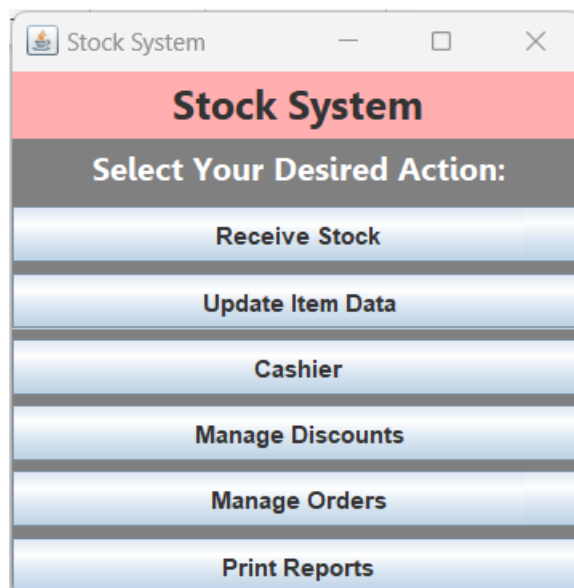 Stock System
Stock System
Select Your Desired Action:
Receive Stock
Update Item Data
Cashier
Manage Discounts
Manage Orders
Print Reports